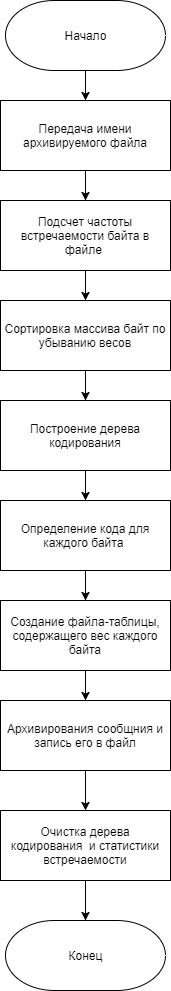 Начало
Передача имени
архивируемого файла
Подсчет частоты
встречаемости байта в
файле
Сортировка массива байт по
убыванию весов
Построение дерева
кодирования
Определение кода для
каждого байта
Создание файла-таблицы,
содержащего вес каждого
байта
Архивирования сообщния и
запись его в файл
Очистка дерева
кодирования и статистики
встречаемости
Конец